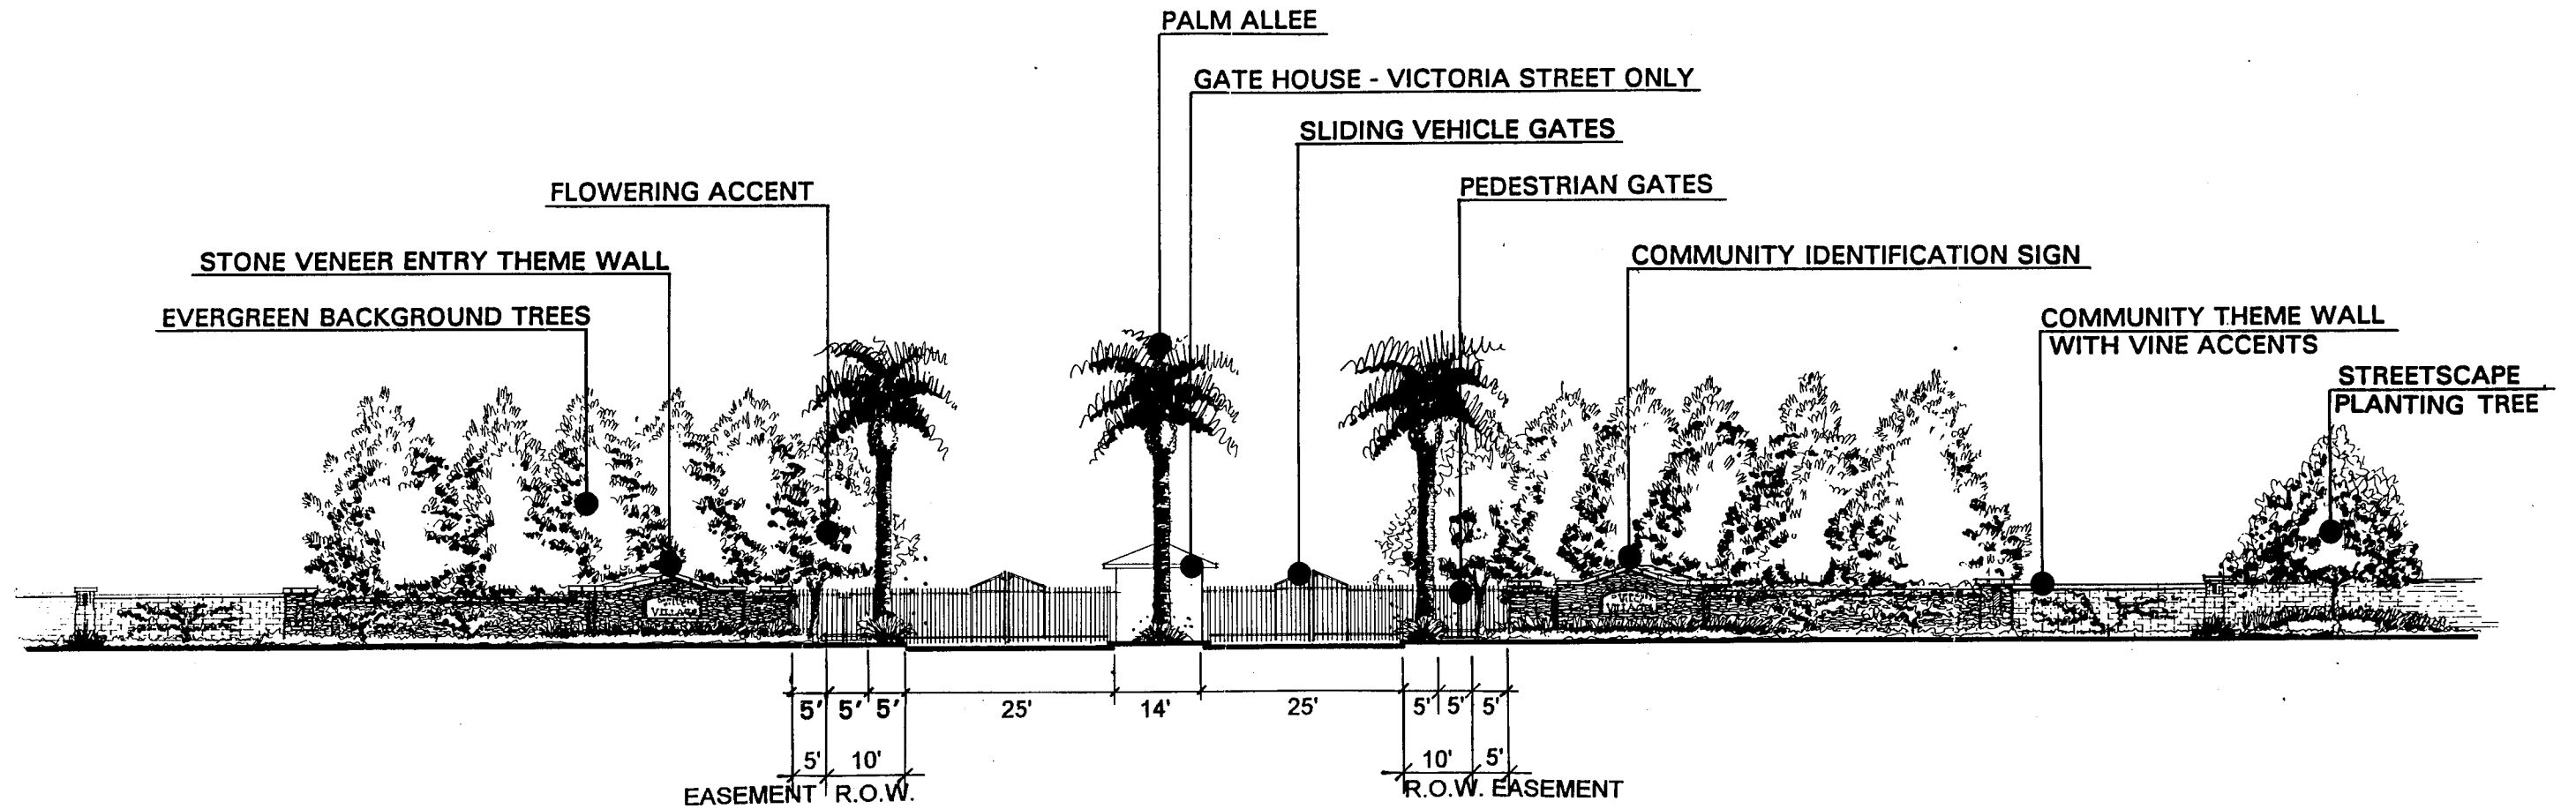 PALM ALLEE
GATE HOUSE - VICTORIA STREET ONLY
SLIDING VEHICLE GATES
FLOWERING ACCENT
PEDESTRIAN GATES
STONE VENEER ENTRY THEME WALL
COMMUNITY IDENTIFICATION SIGN
EVERGREEN BACKGROUND TREES
COMMUNITY THEME WALL
WITH VINE ACCENTS
STREETSCAPE
PLANTING TREE
VILLAGE
VILLAGE
5' 5' 5' 25' 14' 25' 5' 5' 5'
5' 10' 10' 5'
EASEMENT R.O.W. R.O.W. EASEMENT